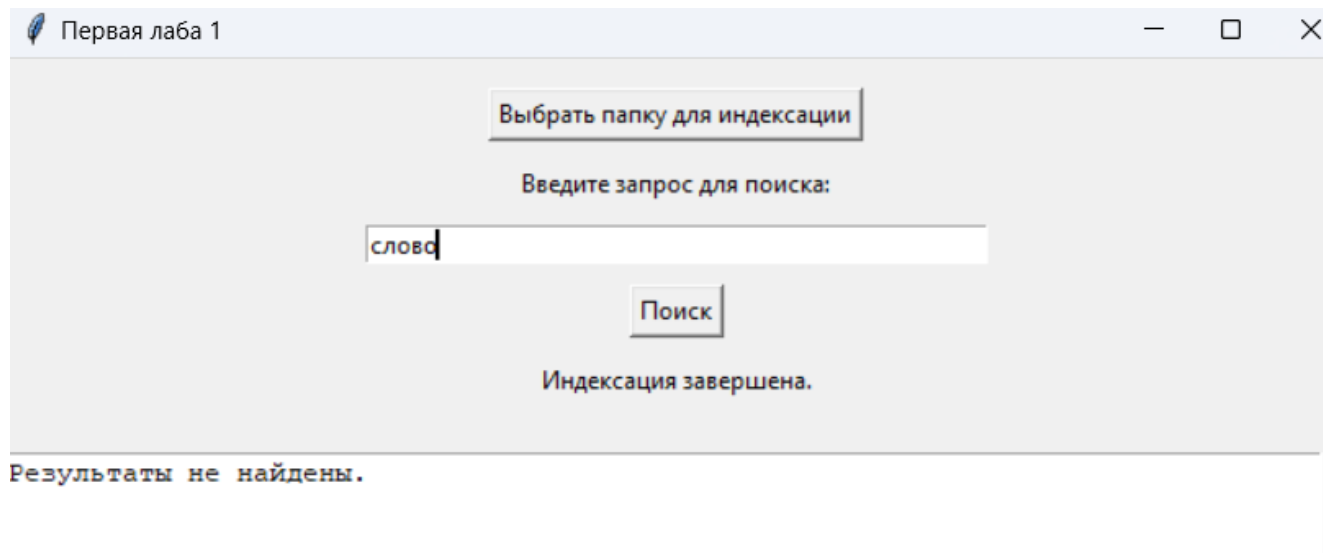 Первая лаба 1
Выбрать папку для индексации
Введите запрос для поиска:
слово
Поиск
Индексация завершена.
Результаты не найдены.